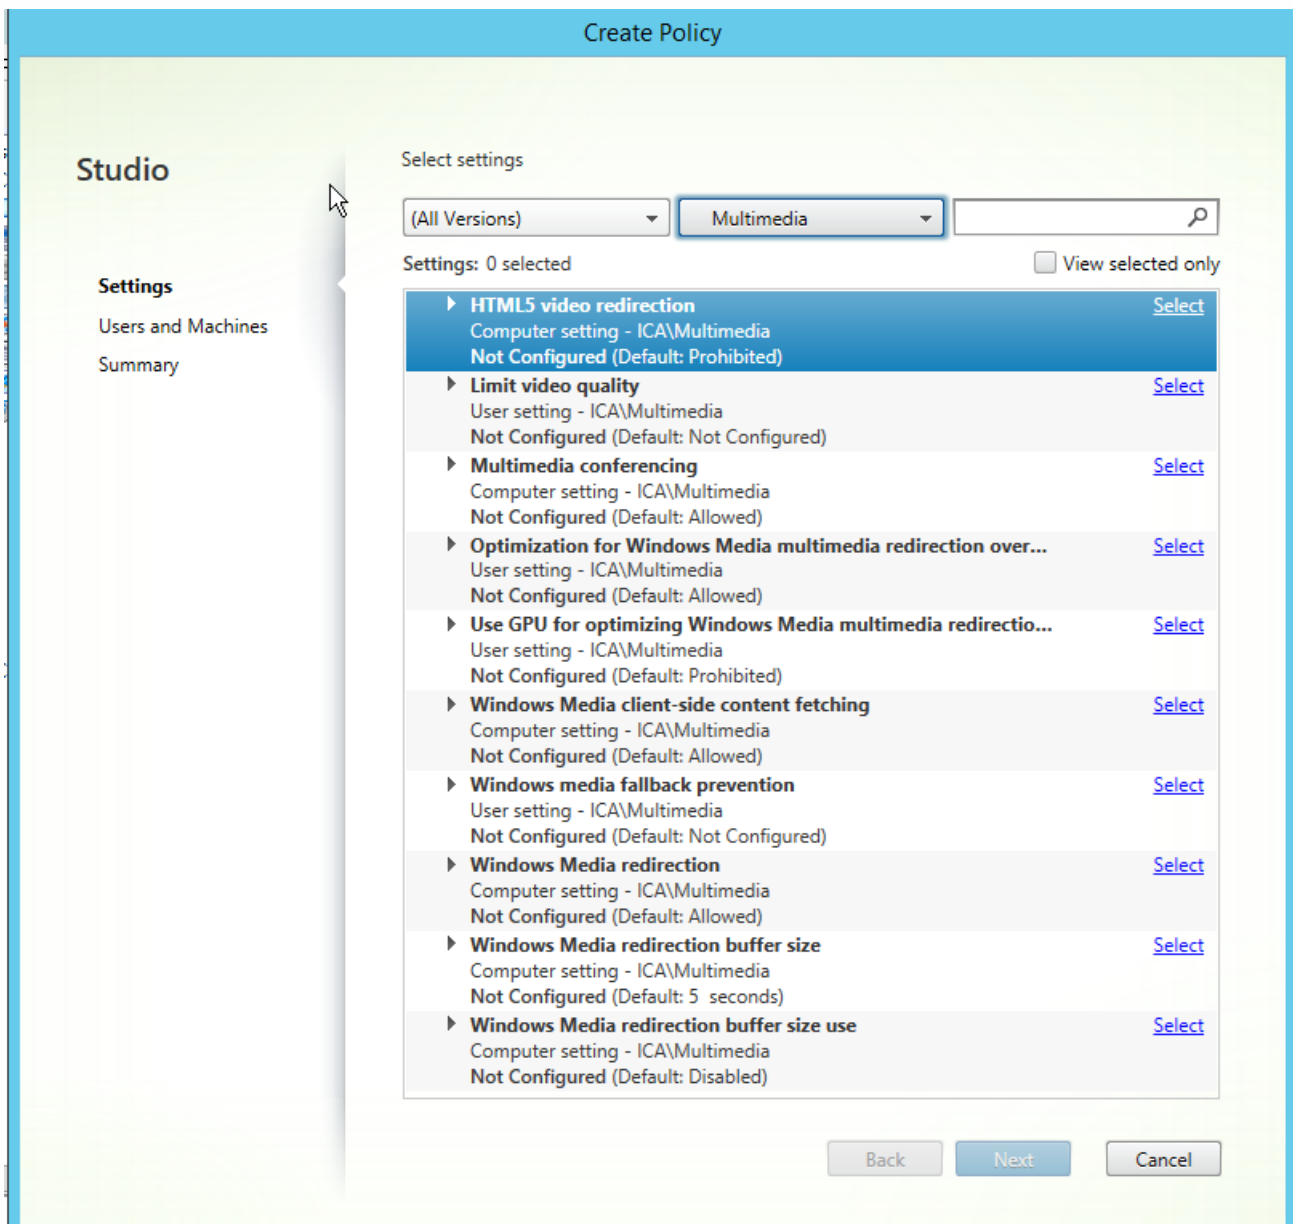 Create Policy
Studio
Settings
Users and Machines
Summary
Select settings
(All Versions)
Multimedia
Settings: 0 selected
View selected only
HTML5 video redirection Select
Computer setting - ICA\Multimedia
Not Configured (Default: Prohibited)
Limit video quality Select
User setting - ICA\Multimedia
Not Configured (Default: Not Configured)
Multimedia conferencing Select
Computer setting - ICA\Multimedia
Not Configured (Default: Allowed)
Optimization for Windows Media multimedia redirection over... Select
User setting - ICA\Multimedia
Not Configured (Default: Allowed)
Use GPU for optimizing Windows Media multimedia redirectio... Select
User setting - ICA\Multimedia
Not Configured (Default: Prohibited)
Windows Media client-side content fetching Select
Computer setting - ICA\Multimedia
Not Configured (Default: Allowed)
Windows media fallback prevention Select
User setting - ICA\Multimedia
Not Configured (Default: Not Configured)
Windows Media redirection Select
Computer setting - ICA\Multimedia
Not Configured (Default: Allowed)
Windows Media redirection buffer size Select
Computer setting - ICA\Multimedia
Not Configured (Default: 5  seconds)
Windows Media redirection buffer size use Select
Computer setting - ICA\Multimedia
Not Configured (Default: Disabled)
Back
Next
Cancel